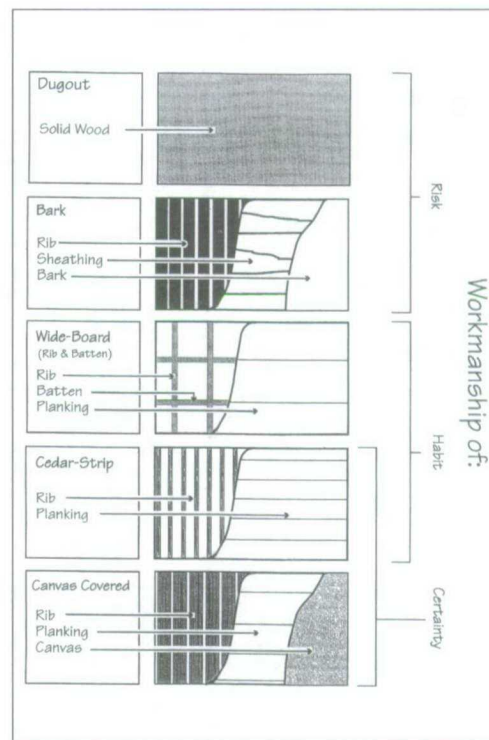 Dugout
Solid Wood
Bark
Rib
Sheathing
Bark
Wide-Board
(Rib & Batten)
Rib
Batten
Planking
Cedar-Strip
Rib
Planking
Canvas Covered
Rib
Planking
Canvas
Risk
Habit
Certainty
Workmanship of: